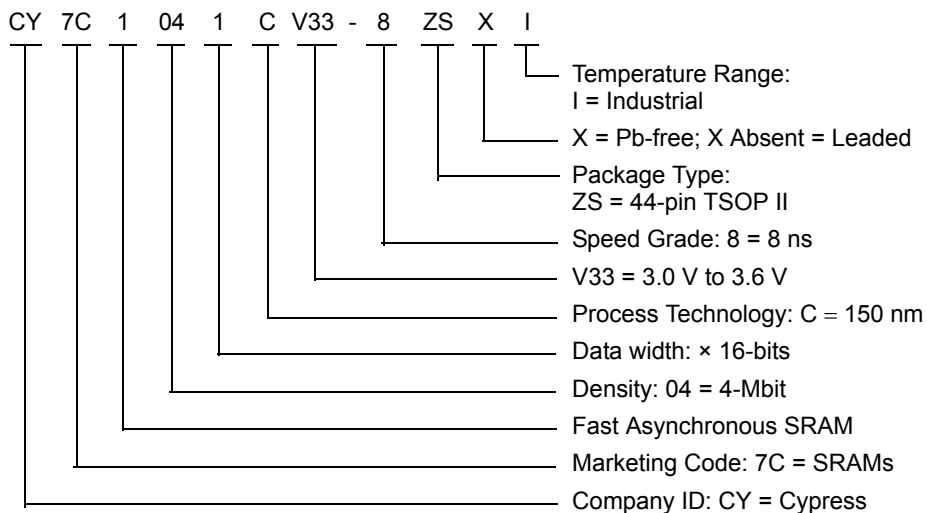 CY 7C 1 04 1 C V33 - 8 ZS X I
Temperature Range:
I = Industrial
X = Pb-free; X Absent = Leaded
Package Type:
ZS = 44-pin TSOP II
Speed Grade: 8 = 8 ns
V33 = 3.0 V to 3.6 V
Process Technology: C = 150 nm
Data width: × 16-bits
Density: 04 = 4-Mbit
Fast Asynchronous SRAM
Marketing Code: 7C = SRAMs
Company ID: CY = Cypress